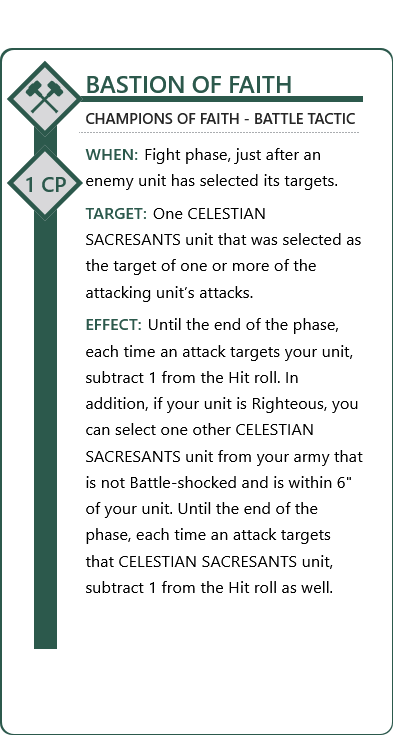 BASTION OF FAITH
CHAMPIONS OF FAITH - BATTLE TACTIC
1 CP
WHEN: Fight phase, just after an
enemy unit has selected its targets.
TARGET: One CELESTIAN
SACRESANTS unit that was selected as
the target of one or more of the
attacking unit’s attacks.
EFFECT: Until the end of the phase,
each time an attack targets your unit,
subtract 1 from the Hit roll. In
addition, if your unit is Righteous, you
can select one other CELESTIAN
SACRESANTS unit from your army that
is not Battle-shocked and is within 6"
of your unit. Until the end of the
phase, each time an attack targets
that CELESTIAN SACRESANTS unit,
subtract 1 from the Hit roll as well.